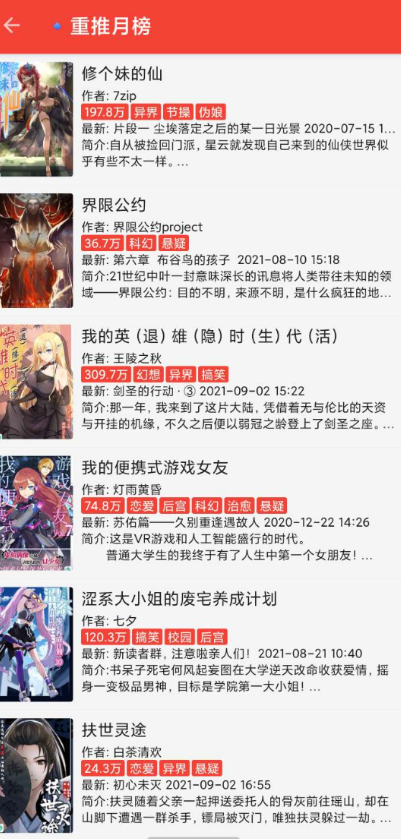 重推月榜
修个妹的仙
作者: 7zip
197.8万 异界 节操 伪娘
最新: 片段一 尘埃落定之后的某一日光景 2020-07-15 1...
简介:自从被捡回门派，星云就发现自己来到的仙侠世界似
乎有些不太一样。...
界限公约
作者: 界限公约project
36.7万 科幻 悬疑
最新: 第六章 布谷鸟的孩子 2021-08-10 15:18
简介:21世纪中叶一封意味深长的讯息将人类带往未知的领
域——界限公约：目的不明，来源不明，是什么疯狂的地...
我的英（退）雄（隐）时（生）代（活）
作者: 王陵之秋
309.7万 幻想 异界 搞笑
最新: 剑圣的行动 · ③ 2021-09-02 15:22
简介:那一年，我来到了这片大陆，凭借着无与伦比的天资
与开挂的机缘，不久之后便以弱冠之龄登上了剑圣之座。...
我的便携式游戏女友
作者: 灯雨黄昏
74.8万 恋爱 后宫 科幻 治愈 悬疑
最新: 苏佑篇——久别重逢遇故人 2020-12-22 14:26
简介:这是VR游戏和人工智能盛行的时代。
普通大学生的我终于有了人生中第一个女朋友！...
涩系大小姐的废宅养成计划
作者: 七夕
120.3万 搞笑 校园 后宫
最新: 新读者群，注意啦亲人们！ 2021-08-21 10:40
简介:书呆子死宅何风起妄图在大学逆天改命收获爱情，摇
身一变极品男神，目标是学院第一大小姐！...
扶世灵途
作者: 白茶清欢
24.3万 恋爱 异界 悬疑
最新: 初心未灭 2021-09-02 16:55
简介:扶灵随着父亲一起押送委托人的骨灰前往瑶山，却在
山脚下遭遇一群杀手，镖局被灭门，唯独扶灵躲过一劫。...
扶世灵途